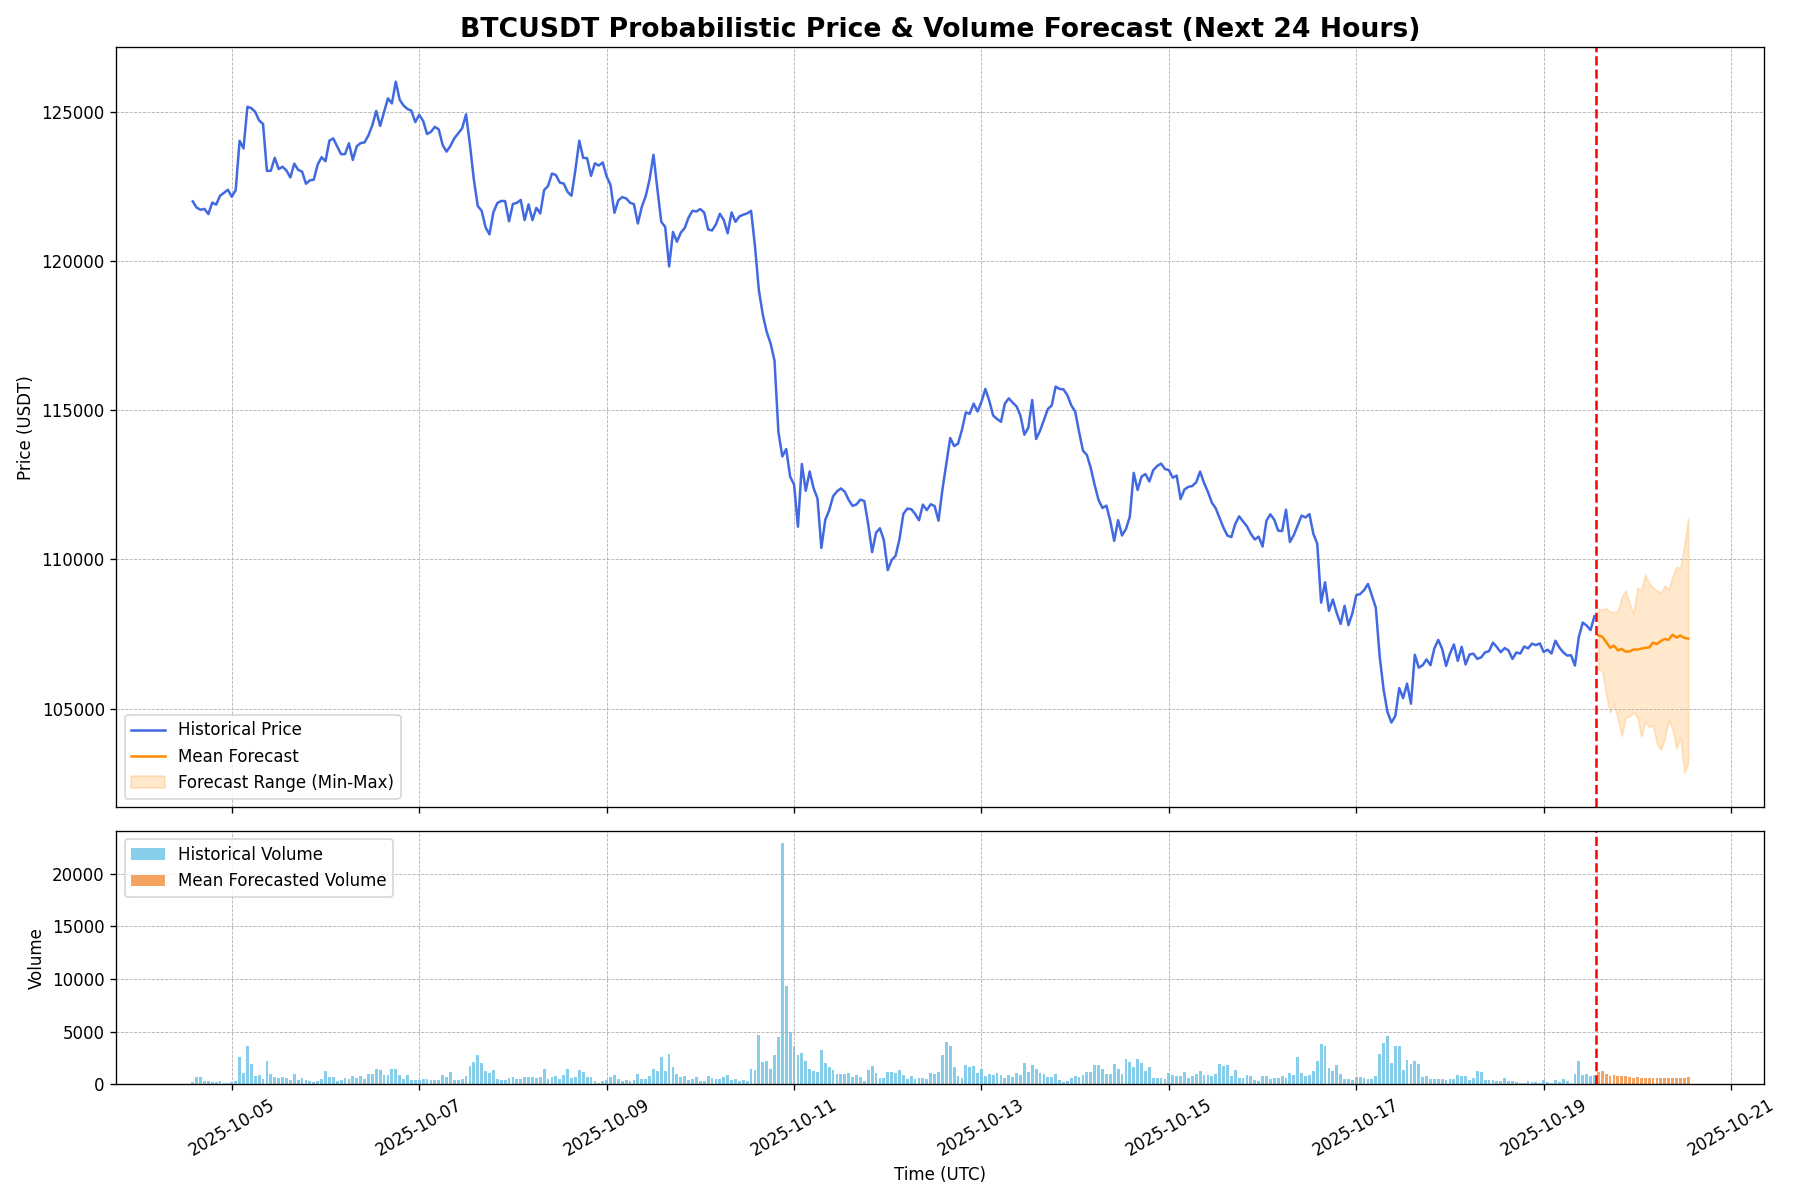 BTCUSDT Probabilistic Price & Volume Forecast (Next 24 Hours)
Price (USDT)
125000
120000
115000
110000
105000
Historical Price
Mean Forecast
Forecast Range (Min-Max)
Volume
20000
15000
10000
5000
0
Historical Volume
Mean Forecasted Volume
2025-10-05
2025-10-07
2025-10-09
2025-10-11
2025-10-13
2025-10-15
2025-10-17
2025-10-19
2025-10-21
Time (UTC)